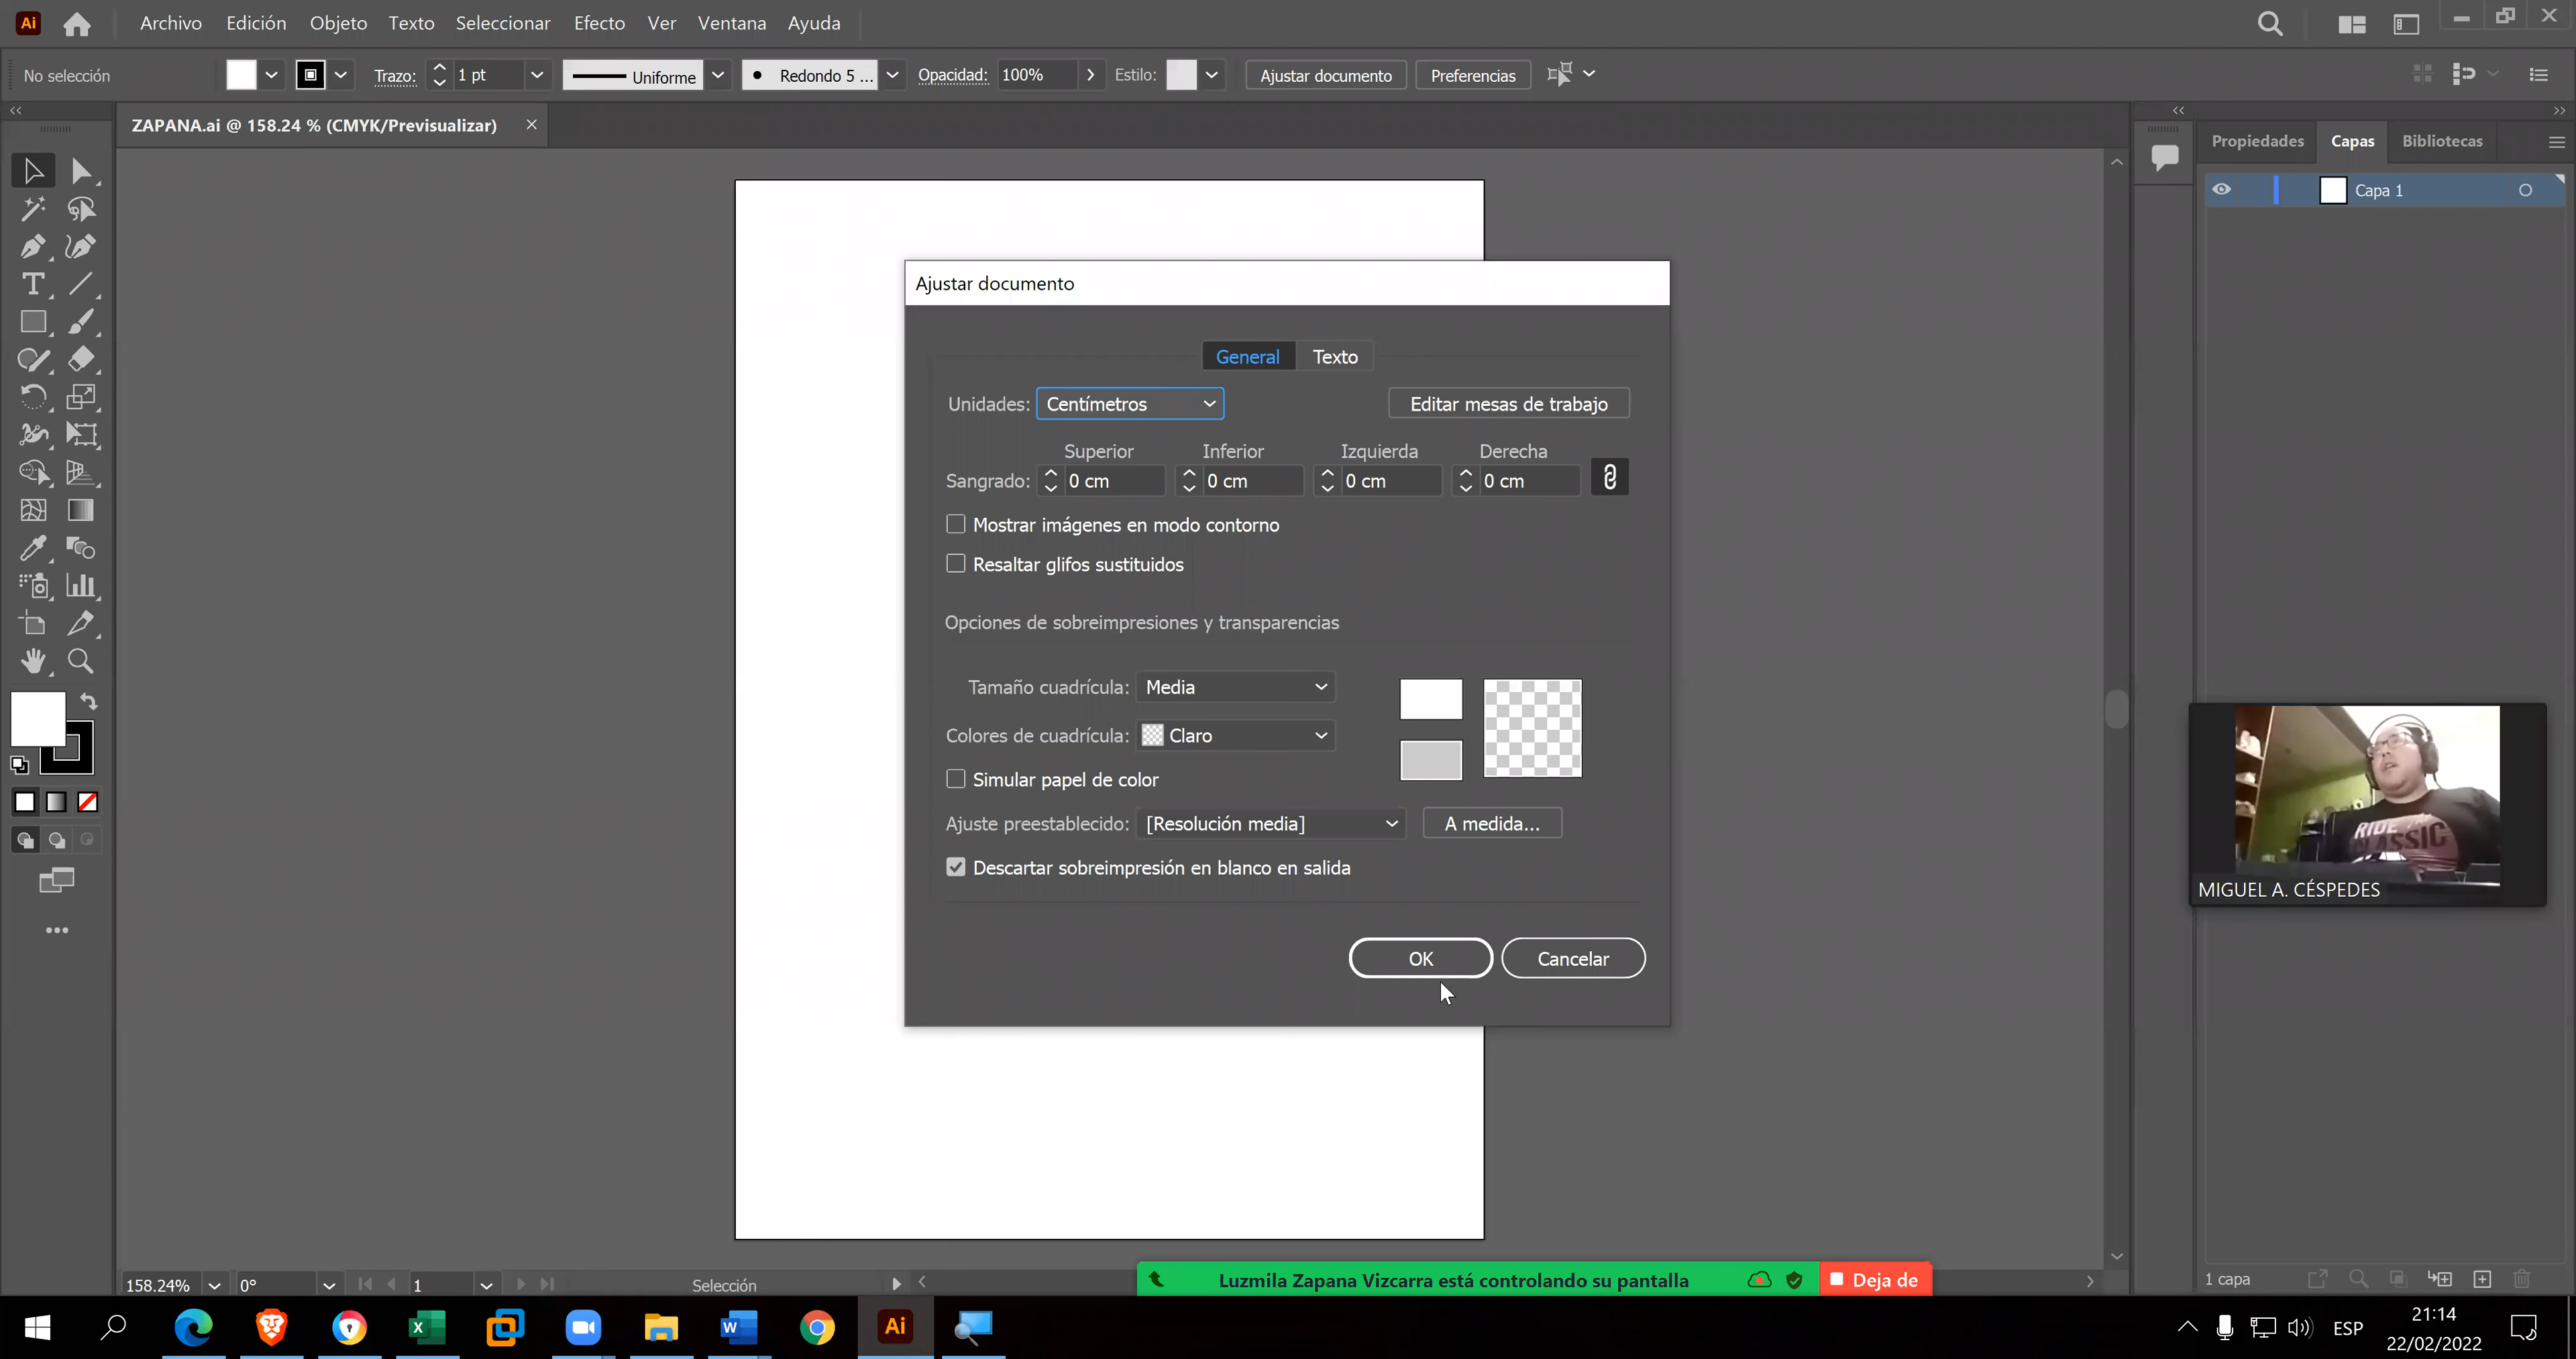 Ai Archivo Edición Objeto Texto Seleccionar Efecto Ver Ventana Ayuda
No selección Trazo: 1 pt Uniforme Redondo 5 ... Opacidad: 100% Estilo: Ajustar documento Preferencias
ZAPANA.ai @ 158.24 % (CMYK/Previsualizar)
Propiedades Capas Bibliotecas
Capa 1
Ajustar documento
General Texto
Unidades: Centímetros Editar mesas de trabajo
Superior Inferior Izquierda Derecha
Sangrado: 0 cm 0 cm 0 cm 0 cm
Mostrar imágenes en modo contorno
Resaltar glifos sustituidos
Opciones de sobreimpresiones y transparencias
Tamaño cuadrícula: Media
Colores de cuadrícula: Claro
Simular papel de color
Ajuste preestablecido: [Resolución media] A medida...
Descartar sobreimpresión en blanco en salida
OK Cancelar
RIDE
CLASSIC
MIGUEL A. CÉSPEDES
158.24% 0° 1 Selección
Luzmila Zapana Vizcarra está controlando su pantalla Deja de
1 capa
Ai
ESP
21:14
22/02/2022